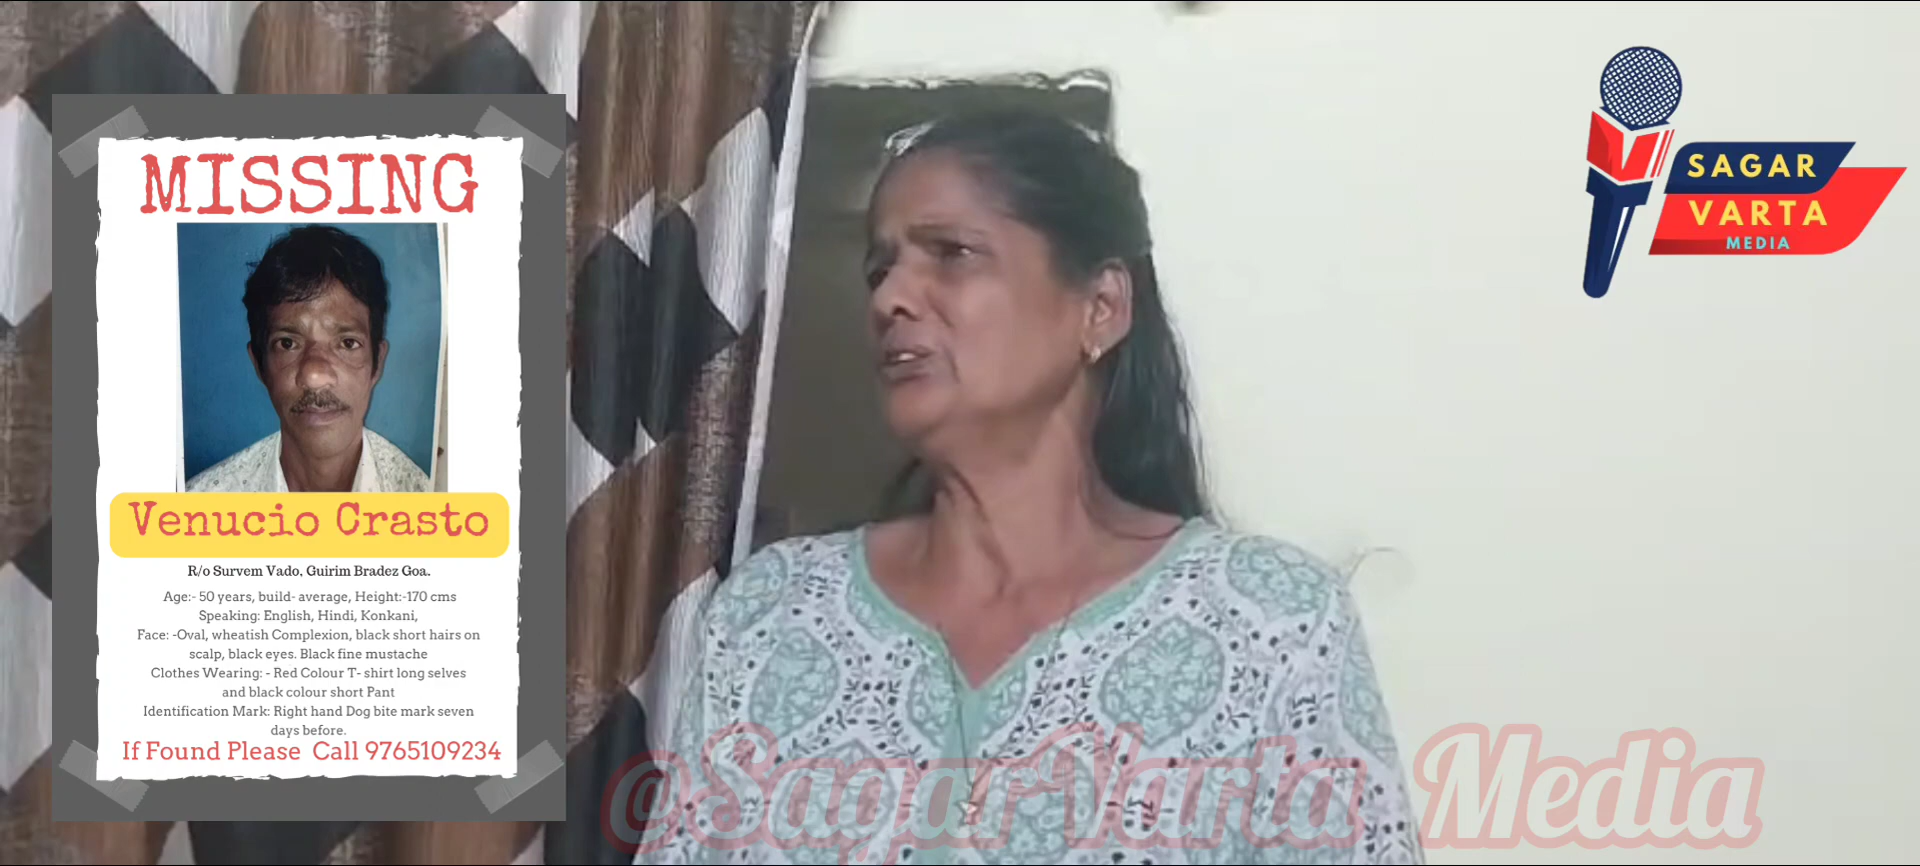 MISSING
Venucio Crasto
R/o Survem Vado, Guirim Bradez Goa.
Age:- 50 years, build- average, Height:-170 cms
Speaking: English, Hindi, Konkani,
Face: -Oval, wheatish Complexion, black short hairs on
scalp, black eyes. Black fine mustache
Clothes Wearing: - Red Colour T- shirt long selves
and black colour short Pant
Identification Mark: Right hand Dog bite mark seven
days before.
If Found Please Call 9765109234
SAGAR
VARTA
MEDIA
@SagarVarta Media